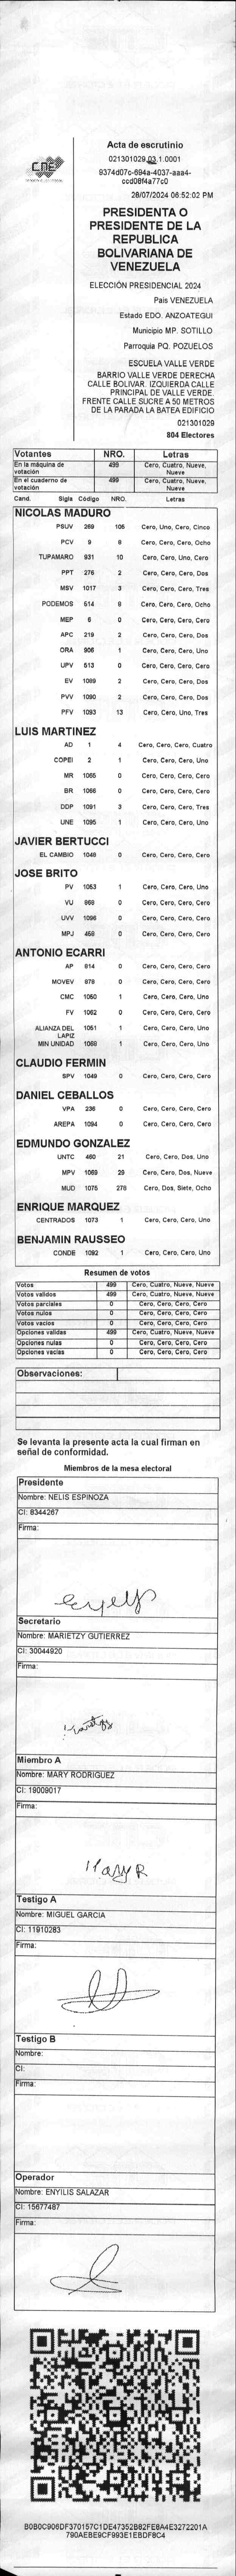 CNE
Acta de escrutinio
021301029.03.1.0001
9374d07c-694a-4037-aaa4-
ccd08f4a77c0
28/07/2024 06:52:02 PM
PRESIDENTA O
PRESIDENTE DE LA
REPUBLICA
BOLIVARIANA DE
VENEZUELA
ELECCIÓN PRESIDENCIAL 2024
Pais VENEZUELA
Estado EDO. ANZOATEGUI
Municipio MP. SOTILLO
Parroquia PQ. POZUELOS
ESCUELA VALLE VERDE
BARRIO VALLE VERDE DERECHA
CALLE BOLIVAR. IZQUIERDA CALLE
PRINCIPAL DE VALLE VERDE.
FRENTE CALLE SUCRE A 50 METROS
DE LA PARADA LA BATEA EDIFICIO
021301029
804 Electores
Votantes NRO. Letras
En la máquina de votación 499 Cero, Cuatro, Nueve, Nueve
En el cuaderno de votación 499 Cero, Cuatro, Nueve, Nueve
Cand. Sigla Código NRO. Letras
NICOLAS MADURO
PSUV 269 105 Cero, Uno, Cero, Cinco
PCV 9 8 Cero, Cero, Cero, Ocho
TUPAMARO 931 10 Cero, Cero, Uno, Cero
PPT 276 2 Cero, Cero, Cero, Dos
MSV 1017 3 Cero, Cero, Cero, Tres
PODEMOS 514 8 Cero, Cero, Cero, Ocho
MEP 6 0 Cero, Cero, Cero, Cero
APC 219 2 Cero, Cero, Cero, Dos
ORA 906 1 Cero, Cero, Cero, Uno
UPV 513 0 Cero, Cero, Cero, Cero
EV 1089 2 Cero, Cero, Cero, Dos
PVV 1090 2 Cero, Cero, Cero, Dos
PFV 1093 13 Cero, Cero, Uno, Tres
LUIS MARTINEZ
AD 1 4 Cero, Cero, Cero, Cuatro
COPEI 2 1 Cero, Cero, Cero, Uno
MR 1065 0 Cero, Cero, Cero, Cero
BR 1066 0 Cero, Cero, Cero, Cero
DDP 1091 3 Cero, Cero, Cero, Tres
UNE 1095 1 Cero, Cero, Cero, Uno
JAVIER BERTUCCI
EL CAMBIO 1048 0 Cero, Cero, Cero, Cero
JOSE BRITO
PV 1053 1 Cero, Cero, Cero, Uno
VU 868 0 Cero, Cero, Cero, Cero
UVV 1096 0 Cero, Cero, Cero, Cero
MPJ 458 0 Cero, Cero, Cero, Cero
ANTONIO ECARRI
AP 814 0 Cero, Cero, Cero, Cero
MOVEV 878 0 Cero, Cero, Cero, Cero
CMC 1050 1 Cero, Cero, Cero, Uno
FV 1062 0 Cero, Cero, Cero, Cero
ALIANZA DEL LAPIZ 1051 1 Cero, Cero, Cero, Uno
MIN UNIDAD 1068 1 Cero, Cero, Cero, Uno
CLAUDIO FERMIN
SPV 1049 0 Cero, Cero, Cero, Cero
DANIEL CEBALLOS
VPA 236 0 Cero, Cero, Cero, Cero
AREPA 1094 0 Cero, Cero, Cero, Cero
EDMUNDO GONZALEZ
UNTC 460 21 Cero, Cero, Dos, Uno
MPV 1069 29 Cero, Cero, Dos, Nueve
MUD 1075 278 Cero, Dos, Siete, Ocho
ENRIQUE MARQUEZ
CENTRADOS 1073 1 Cero, Cero, Cero, Uno
BENJAMIN RAUSSEO
CONDE 1092 1 Cero, Cero, Cero, Uno
Resumen de votos
Votos 499 Cero, Cuatro, Nueve, Nueve
Votos validos 499 Cero, Cuatro, Nueve, Nueve
Votos parciales 0 Cero, Cero, Cero, Cero
Votos nulos 0 Cero, Cero, Cero, Cero
Votos vacios 0 Cero, Cero, Cero, Cero
Opciones validas 499 Cero, Cuatro, Nueve, Nueve
Opciones nulas 0 Cero, Cero, Cero, Cero
Opciones vacias 0 Cero, Cero, Cero, Cero
Observaciones:
Se levanta la presente acta la cual firman en
señal de conformidad.
Miembros de la mesa electoral
Presidente
Nombre: NELIS ESPINOZA
CI: 8344267
Firma:
Secretario
Nombre: MARIETZY GUTIERREZ
CI: 30044920
Firma:
Miembro A
Nombre: MARY RODRIGUEZ
CI: 19009017
Firma:
Mary R
Testigo A
Nombre: MIGUEL GARCIA
CI: 11910283
Firma:
Testigo B
Nombre:
CI:
Firma:
Operador
Nombre: ENYILIS SALAZAR
CI: 15677487
Firma:
B0B0C906DF370157C1DE47352B82FE8A4E3272201A
790AEBE9CF993E1EBDF8C4